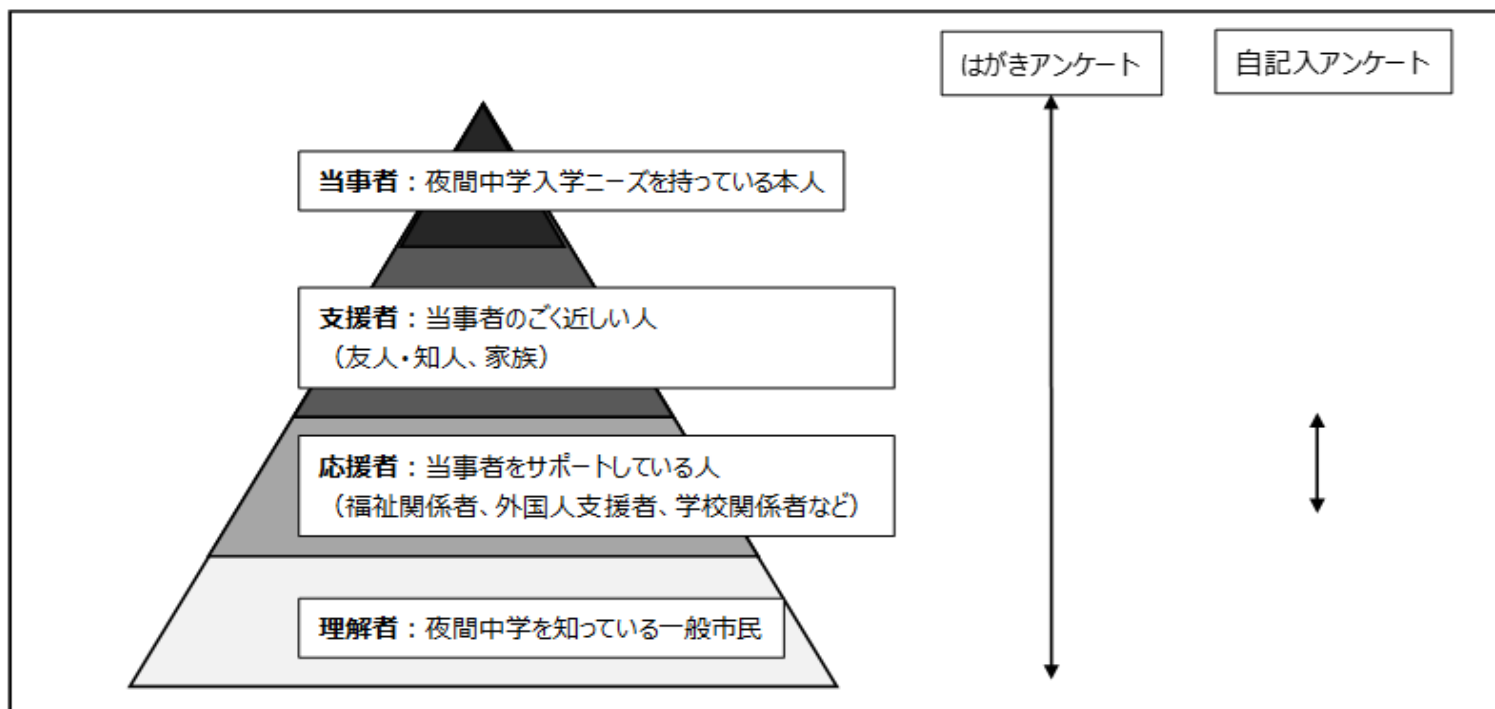 はがきアンケート
自記入アンケート
当事者：夜間中学入学ニーズを持っている本人
支援者：当事者のごく近しい人
（友人・知人、家族）
応援者：当事者をサポートしている人
（福祉関係者、外国人支援者、学校関係者など）
理解者：夜間中学を知っている一般市民